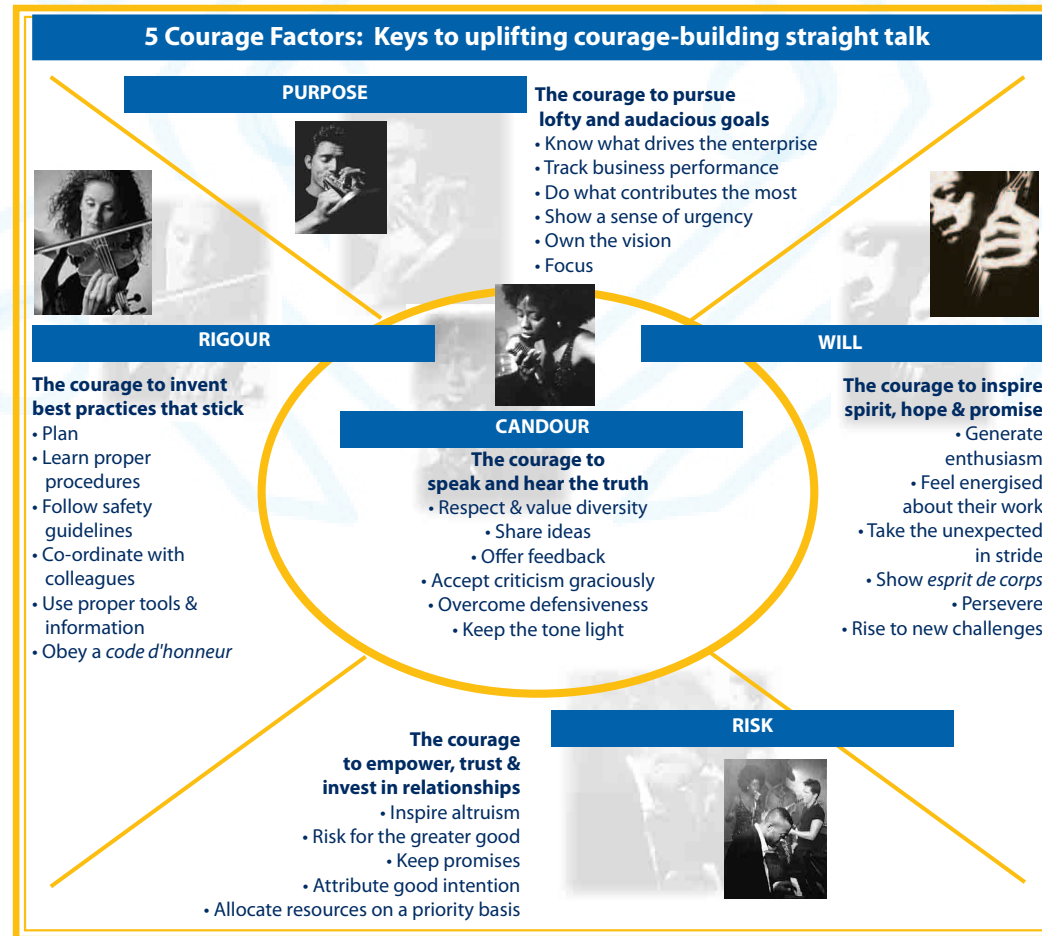 5 Courage Factors: Keys to uplifting courage-building straight talk
PURPOSE
The courage to pursue
lofty and audacious goals
• Know what drives the enterprise
• Track business performance
• Do what contributes the most
• Show a sense of urgency
• Own the vision
• Focus
RIGOUR
The courage to invent
best practices that stick
• Plan
• Learn proper
procedures
• Follow safety
guidelines
• Co-ordinate with
colleagues
• Use proper tools &
information
• Obey a code d'honneur
CANDOUR
The courage to
speak and hear the truth
• Respect & value diversity
• Share ideas
• Offer feedback
• Accept criticism graciously
• Overcome defensiveness
• Keep the tone light
WILL
The courage to inspire
spirit, hope & promise
• Generate
enthusiasm
• Feel energised
about their work
• Take the unexpected
in stride
• Show esprit de corps
• Persevere
• Rise to new challenges
RISK
The courage
to empower, trust &
invest in relationships
• Inspire altruism
• Risk for the greater good
• Keep promises
• Attribute good intention
• Allocate resources on a priority basis